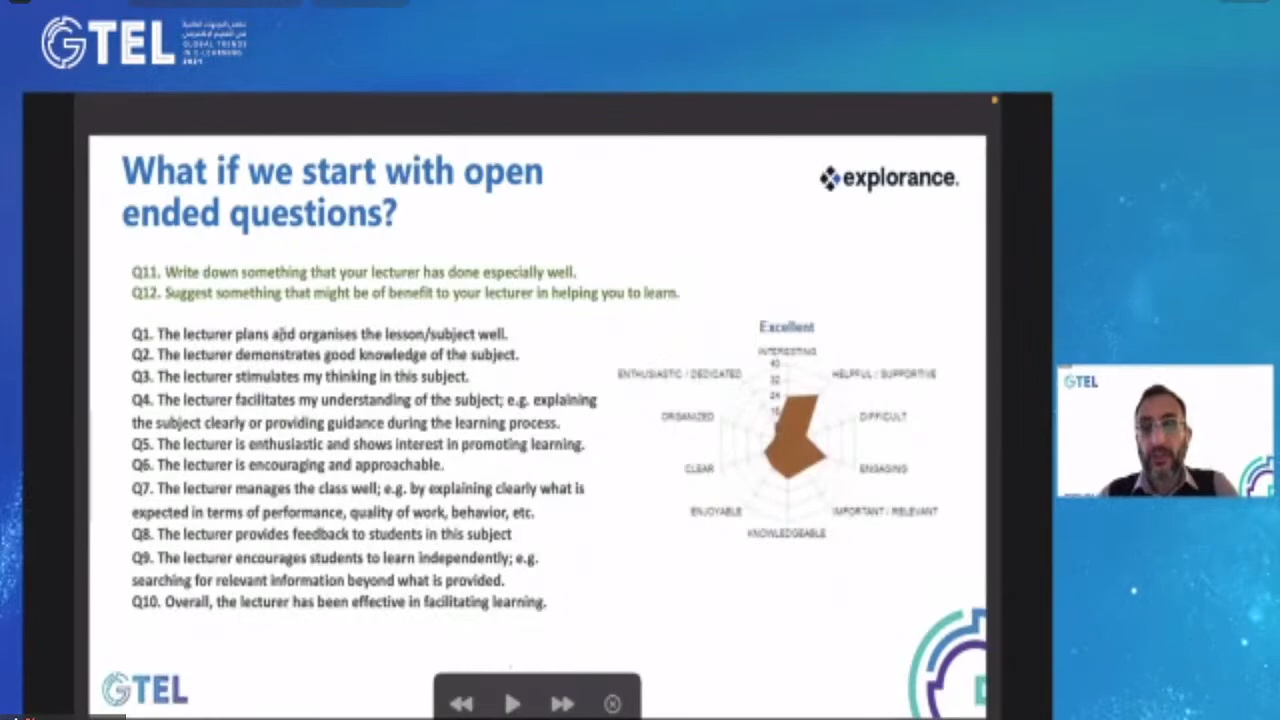 GTEL
GLOBAL TRENDS
IN E-LEARNING
2021
What if we start with open
ended questions?
explorance.
Q11. Write down something that your lecturer has done especially well.
Q12. Suggest something that might be of benefit to your lecturer in helping you to learn.
Q1. The lecturer plans and organises the lesson/subject well.
Q2. The lecturer demonstrates good knowledge of the subject.
Q3. The lecturer stimulates my thinking in this subject.
Q4. The lecturer facilitates my understanding of the subject; e.g. explaining
the subject clearly or providing guidance during the learning process.
Q5. The lecturer is enthusiastic and shows interest in promoting learning.
Q6. The lecturer is encouraging and approachable.
Q7. The lecturer manages the class well; e.g. by explaining clearly what is
expected in terms of performance, quality of work, behavior, etc.
Q8. The lecturer provides feedback to students in this subject
Q9. The lecturer encourages students to learn independently; e.g.
searching for relevant information beyond what is provided.
Q10. Overall, the lecturer has been effective in facilitating learning.
Excellent
INTERESTING
40
32
24
16
ENTHUSIASTIC / DEDICATED
HELPFUL / SUPPORTIVE
ORGANIZED
DIFFICULT
CLEAR
ENGAGING
ENJOYABLE
IMPORTANT / RELEVANT
KNOWLEDGEABLE
GTEL
GTEL